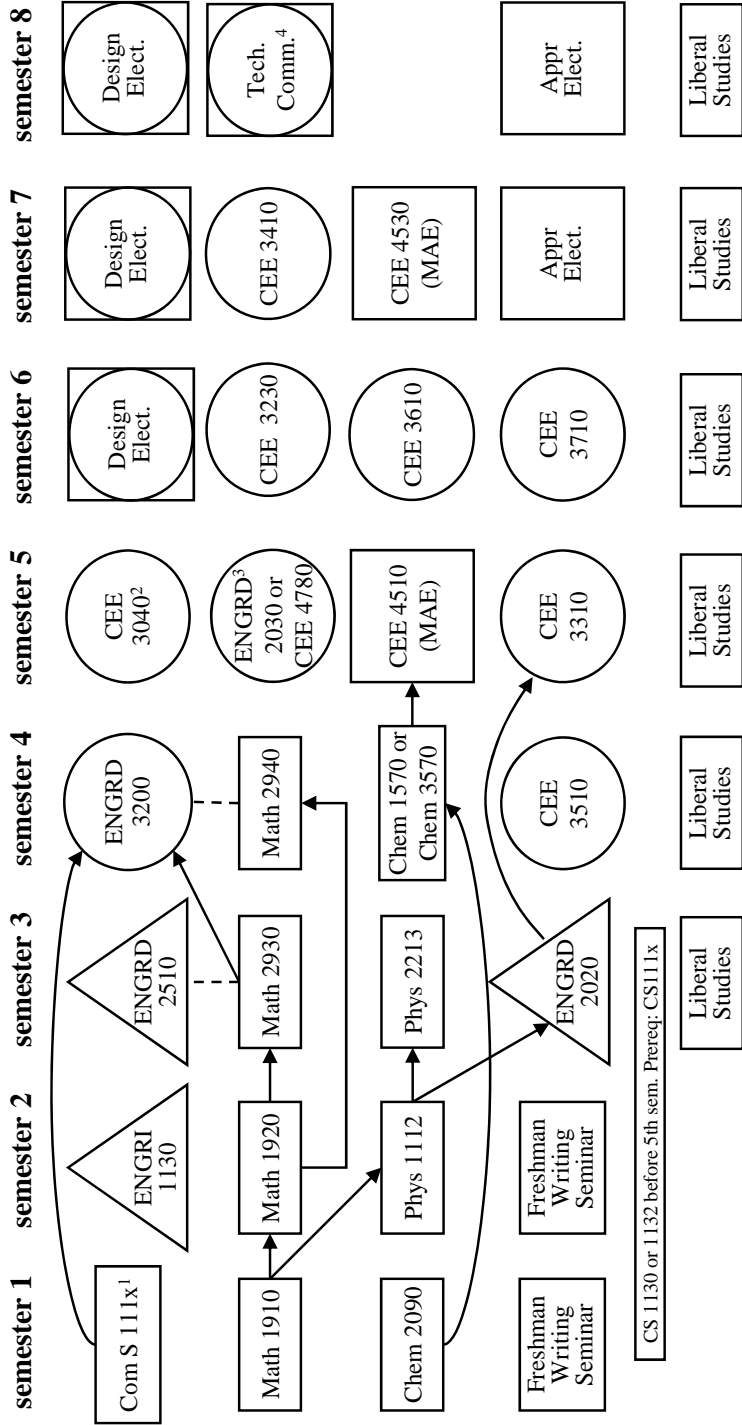 semester 1
semester 2
semester 3
semester 4
semester 5
semester 6
semester 7
semester 8
Com S 111x¹
ENGRI
1130
ENGRD
2510
ENGRD
3200
CEE
3040²
Design
Elect.
Design
Elect.
Design
Elect.
Math 1910
Math 1920
Math 2930
Math 2940
ENGRD³
2030 or
CEE 4780
CEE 3230
CEE 3410
Tech.
Comm.⁴
Chem 2090
Phys 1112
Phys 2213
Chem 1570 or
Chem 3570
CEE 4510
(MAE)
CEE 3610
CEE 4530
(MAE)
Freshman
Writing
Seminar
Freshman
Writing
Seminar
ENGRD
2020
CEE
3510
CEE
3310
CEE
3710
Appr
Elect.
Appr
Elect.
CS 1130 or 1132 before 5th sem. Prereq: CS111x
Liberal
Studies
Liberal
Studies
Liberal
Studies
Liberal
Studies
Liberal
Studies
Liberal
Studies